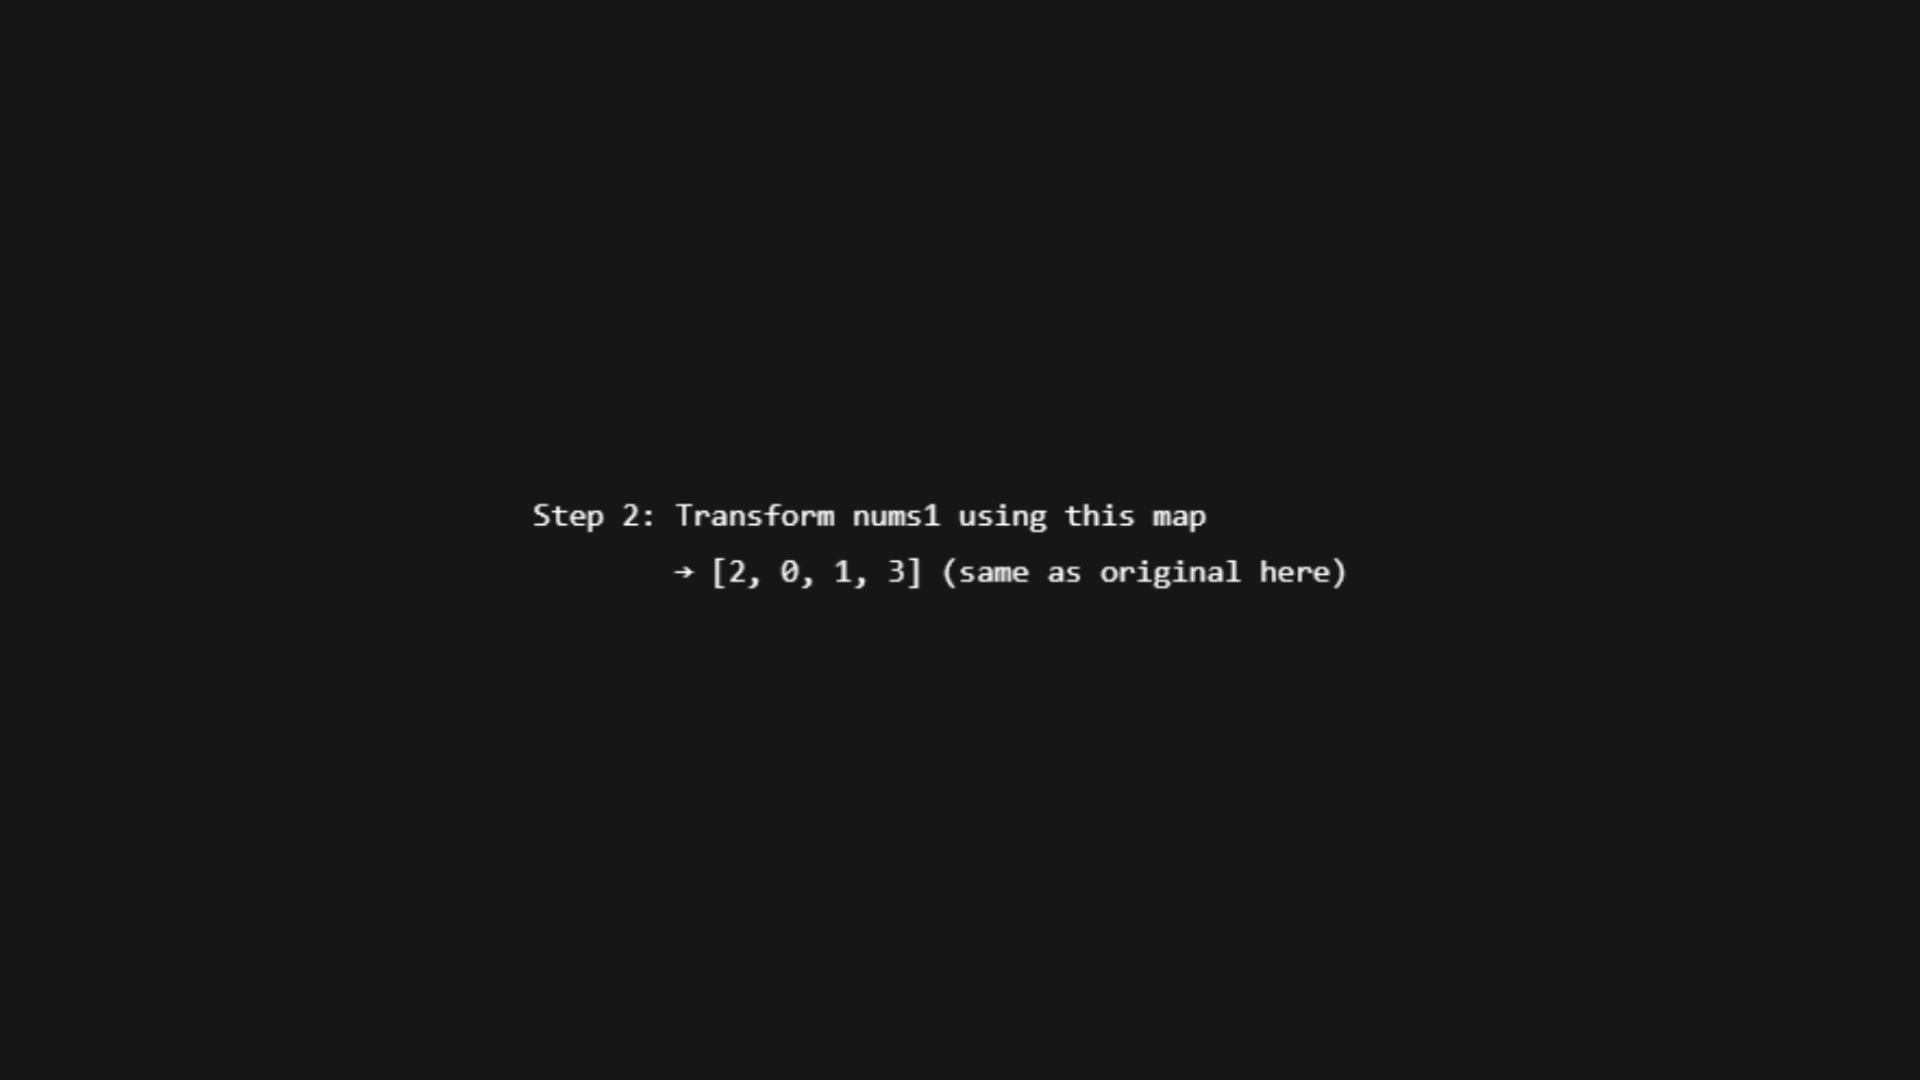 Step 2: Transform nums1 using this map
→ [2, 0, 1, 3] (same as original here)